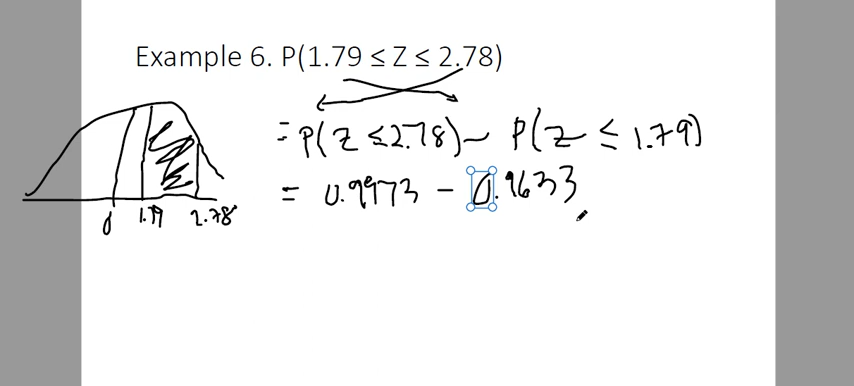 Example 6. P(1.79 ≤ Z ≤ 2.78)
= P(Z ≤ 2.78) - P(Z ≤ 1.79)
= 0.9973 - 0.9633
0 1.79 2.78